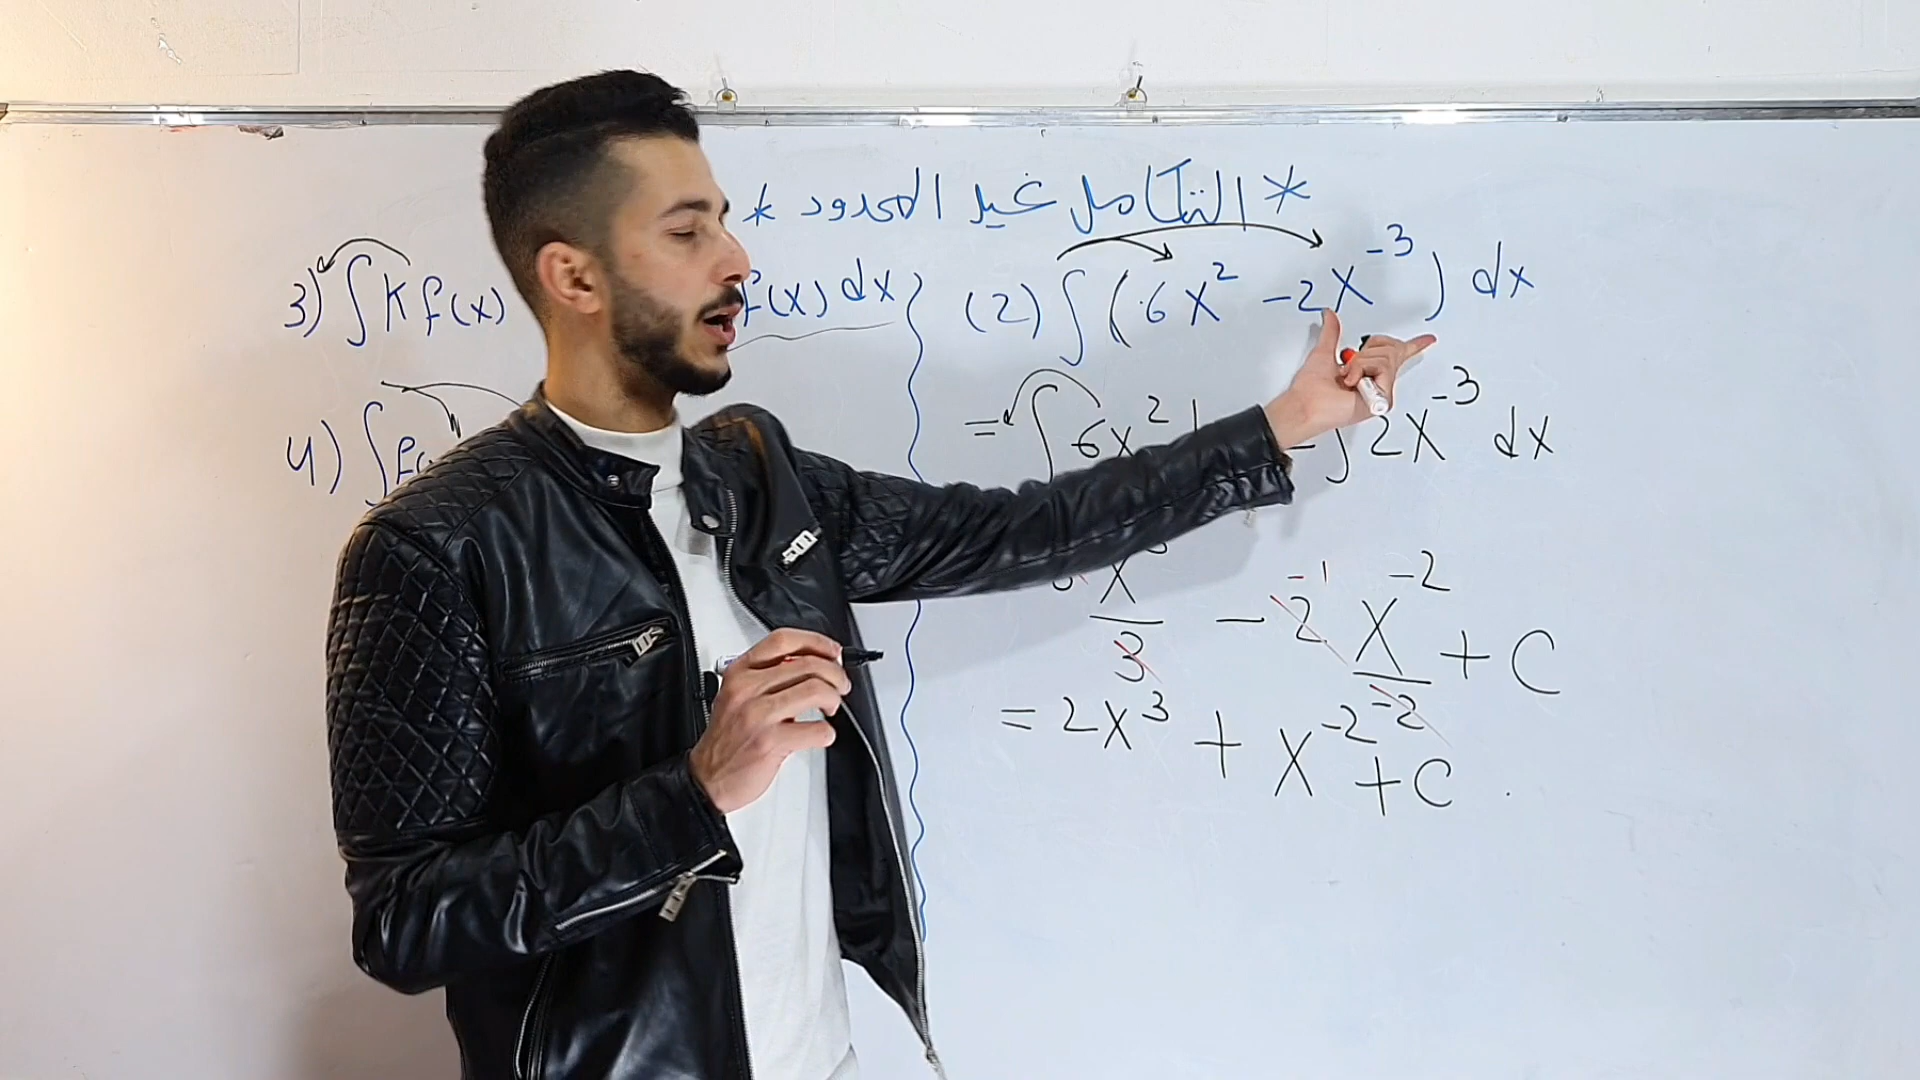 * التكامل غير المحدود *
3) ∫ K f(x) f(x) dx
4) ∫
(2) ∫ (6x² - 2x⁻³) dx
= ∫ 6x² - ∫ 2x⁻³ dx
x / 3 - 2 ⁻¹ x⁻² / -2 + C
= 2x³ + x⁻² + C .